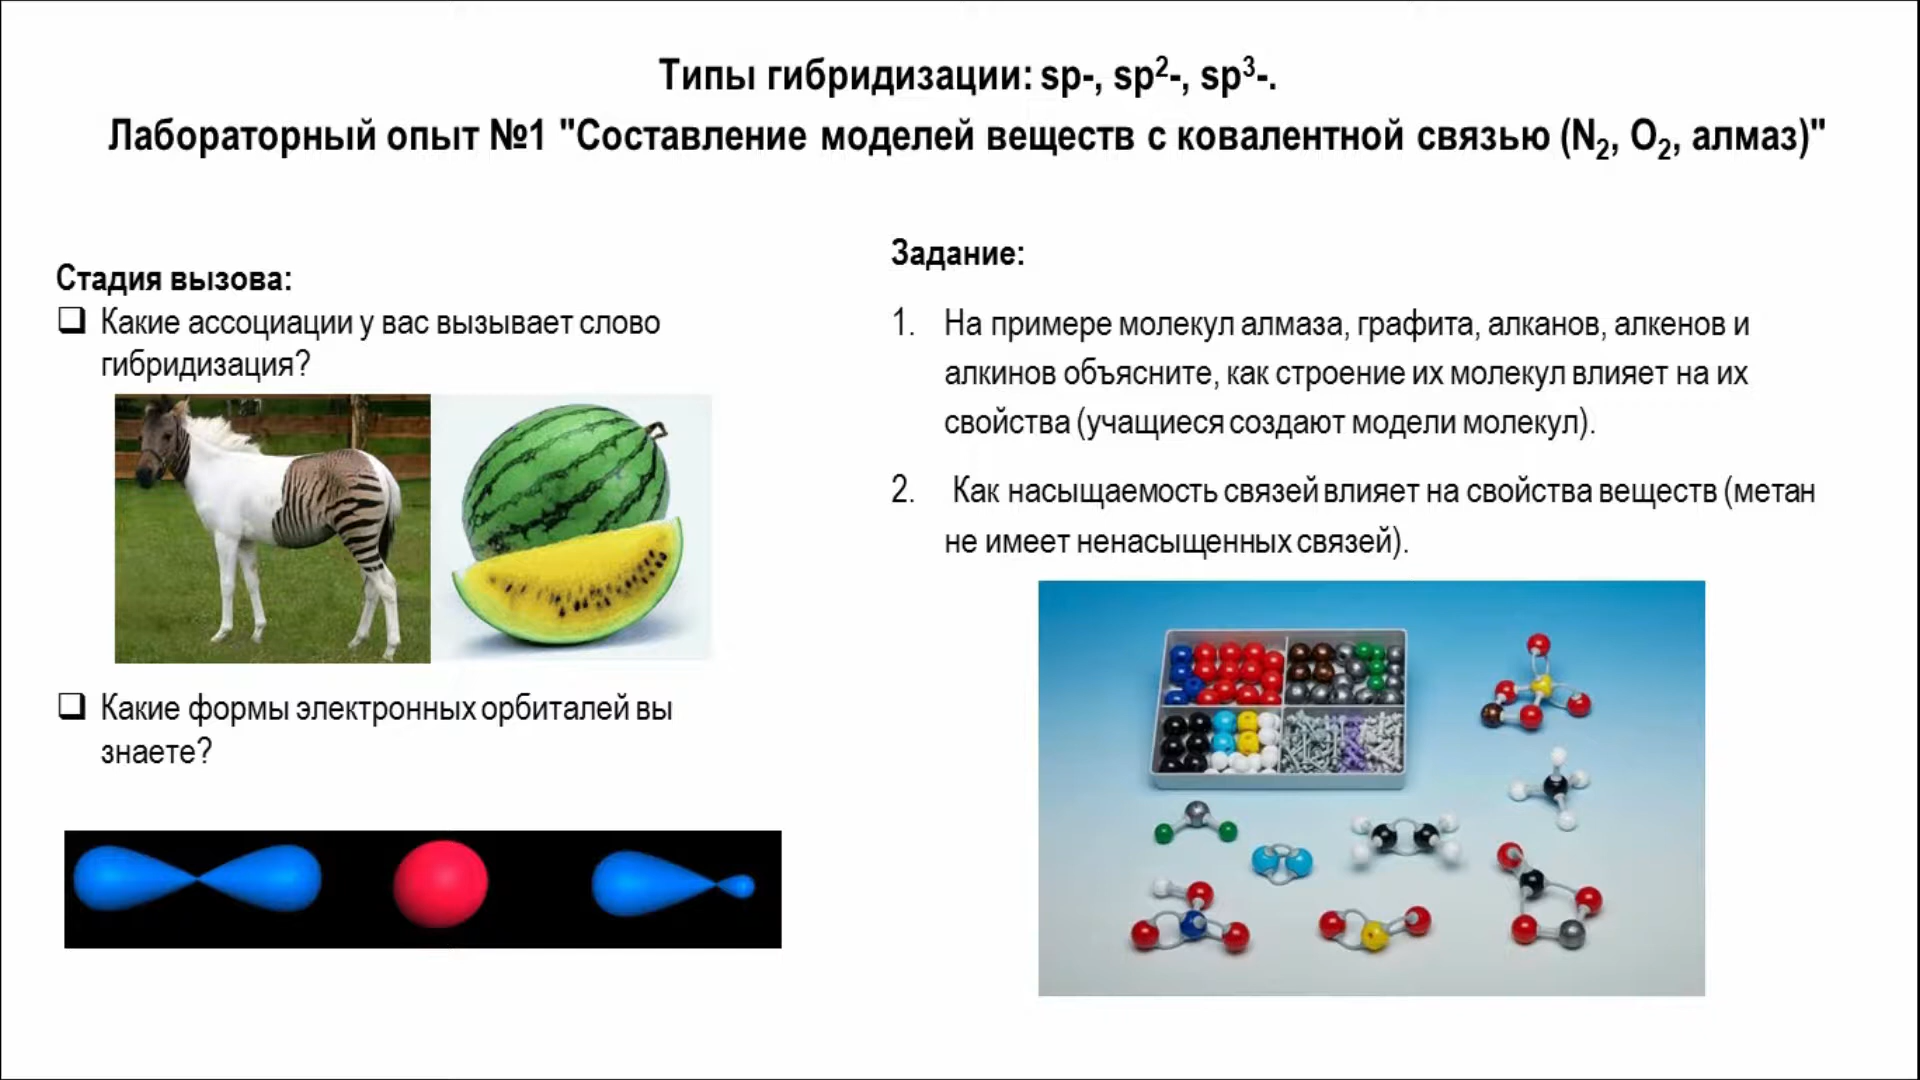 Типы гибридизации: sp-, sp²-, sp³-.
Лабораторный опыт №1 "Составление моделей веществ с ковалентной связью (N₂, O₂, алмаз)"
Стадия вызова:
❑ Какие ассоциации у вас вызывает слово
гибридизация?
❑ Какие формы электронных орбиталей вы
знаете?
Задание:
1. На примере молекул алмаза, графита, алканов, алкенов и
алкинов объясните, как строение их молекул влияет на их
свойства (учащиеся создают модели молекул).
2. Как насыщаемость связей влияет на свойства веществ (метан
не имеет ненасыщенных связей).